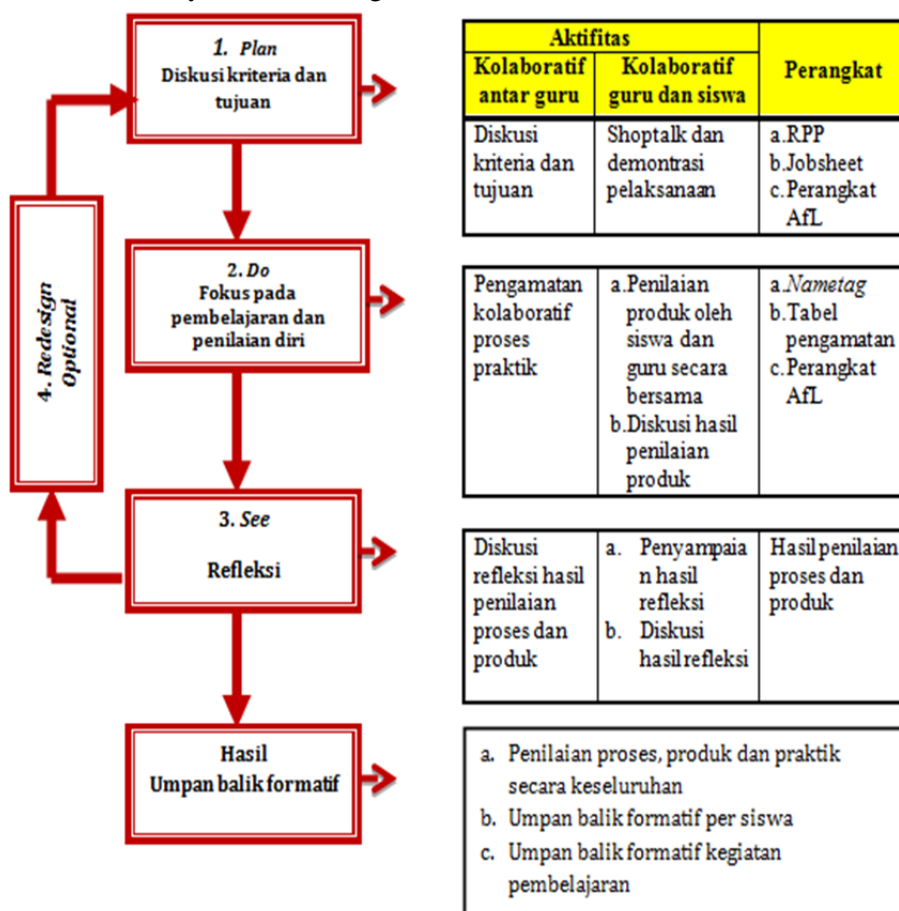 1. Plan
Diskusi kriteria dan
tujuan
Aktifitas
Kolaboratif
antar guru
Kolaboratif
guru dan siswa
Perangkat
Diskusi
kriteria dan
tujuan
Shoptalk dan
demontrasi
pelaksanaan
a.RPP
b.Jobsheet
c.Perangkat
AfL
4. Redesign
Optional
2. Do
Fokus pada
pembelajaran dan
penilaian diri
Pengamatan
kolaboratif
proses
praktik
a.Penilaian
produk oleh
siswa dan
guru secara
bersama
b.Diskusi hasil
penilaian
produk
a.Nametag
b.Tabel
pengamatan
c.Perangkat
AfL
3. See
Refleksi
Diskusi
refleksi hasil
penilaian
proses dan
produk
a. Penyampaia
n hasil
refleksi
b. Diskusi
hasil refleksi
Hasil penilaian
proses dan
produk
Hasil
Umpan balik formatif
a. Penilaian proses, produk dan praktik
secara keseluruhan
b. Umpan balik formatif per siswa
c. Umpan balik formatif kegiatan
pembelajaran